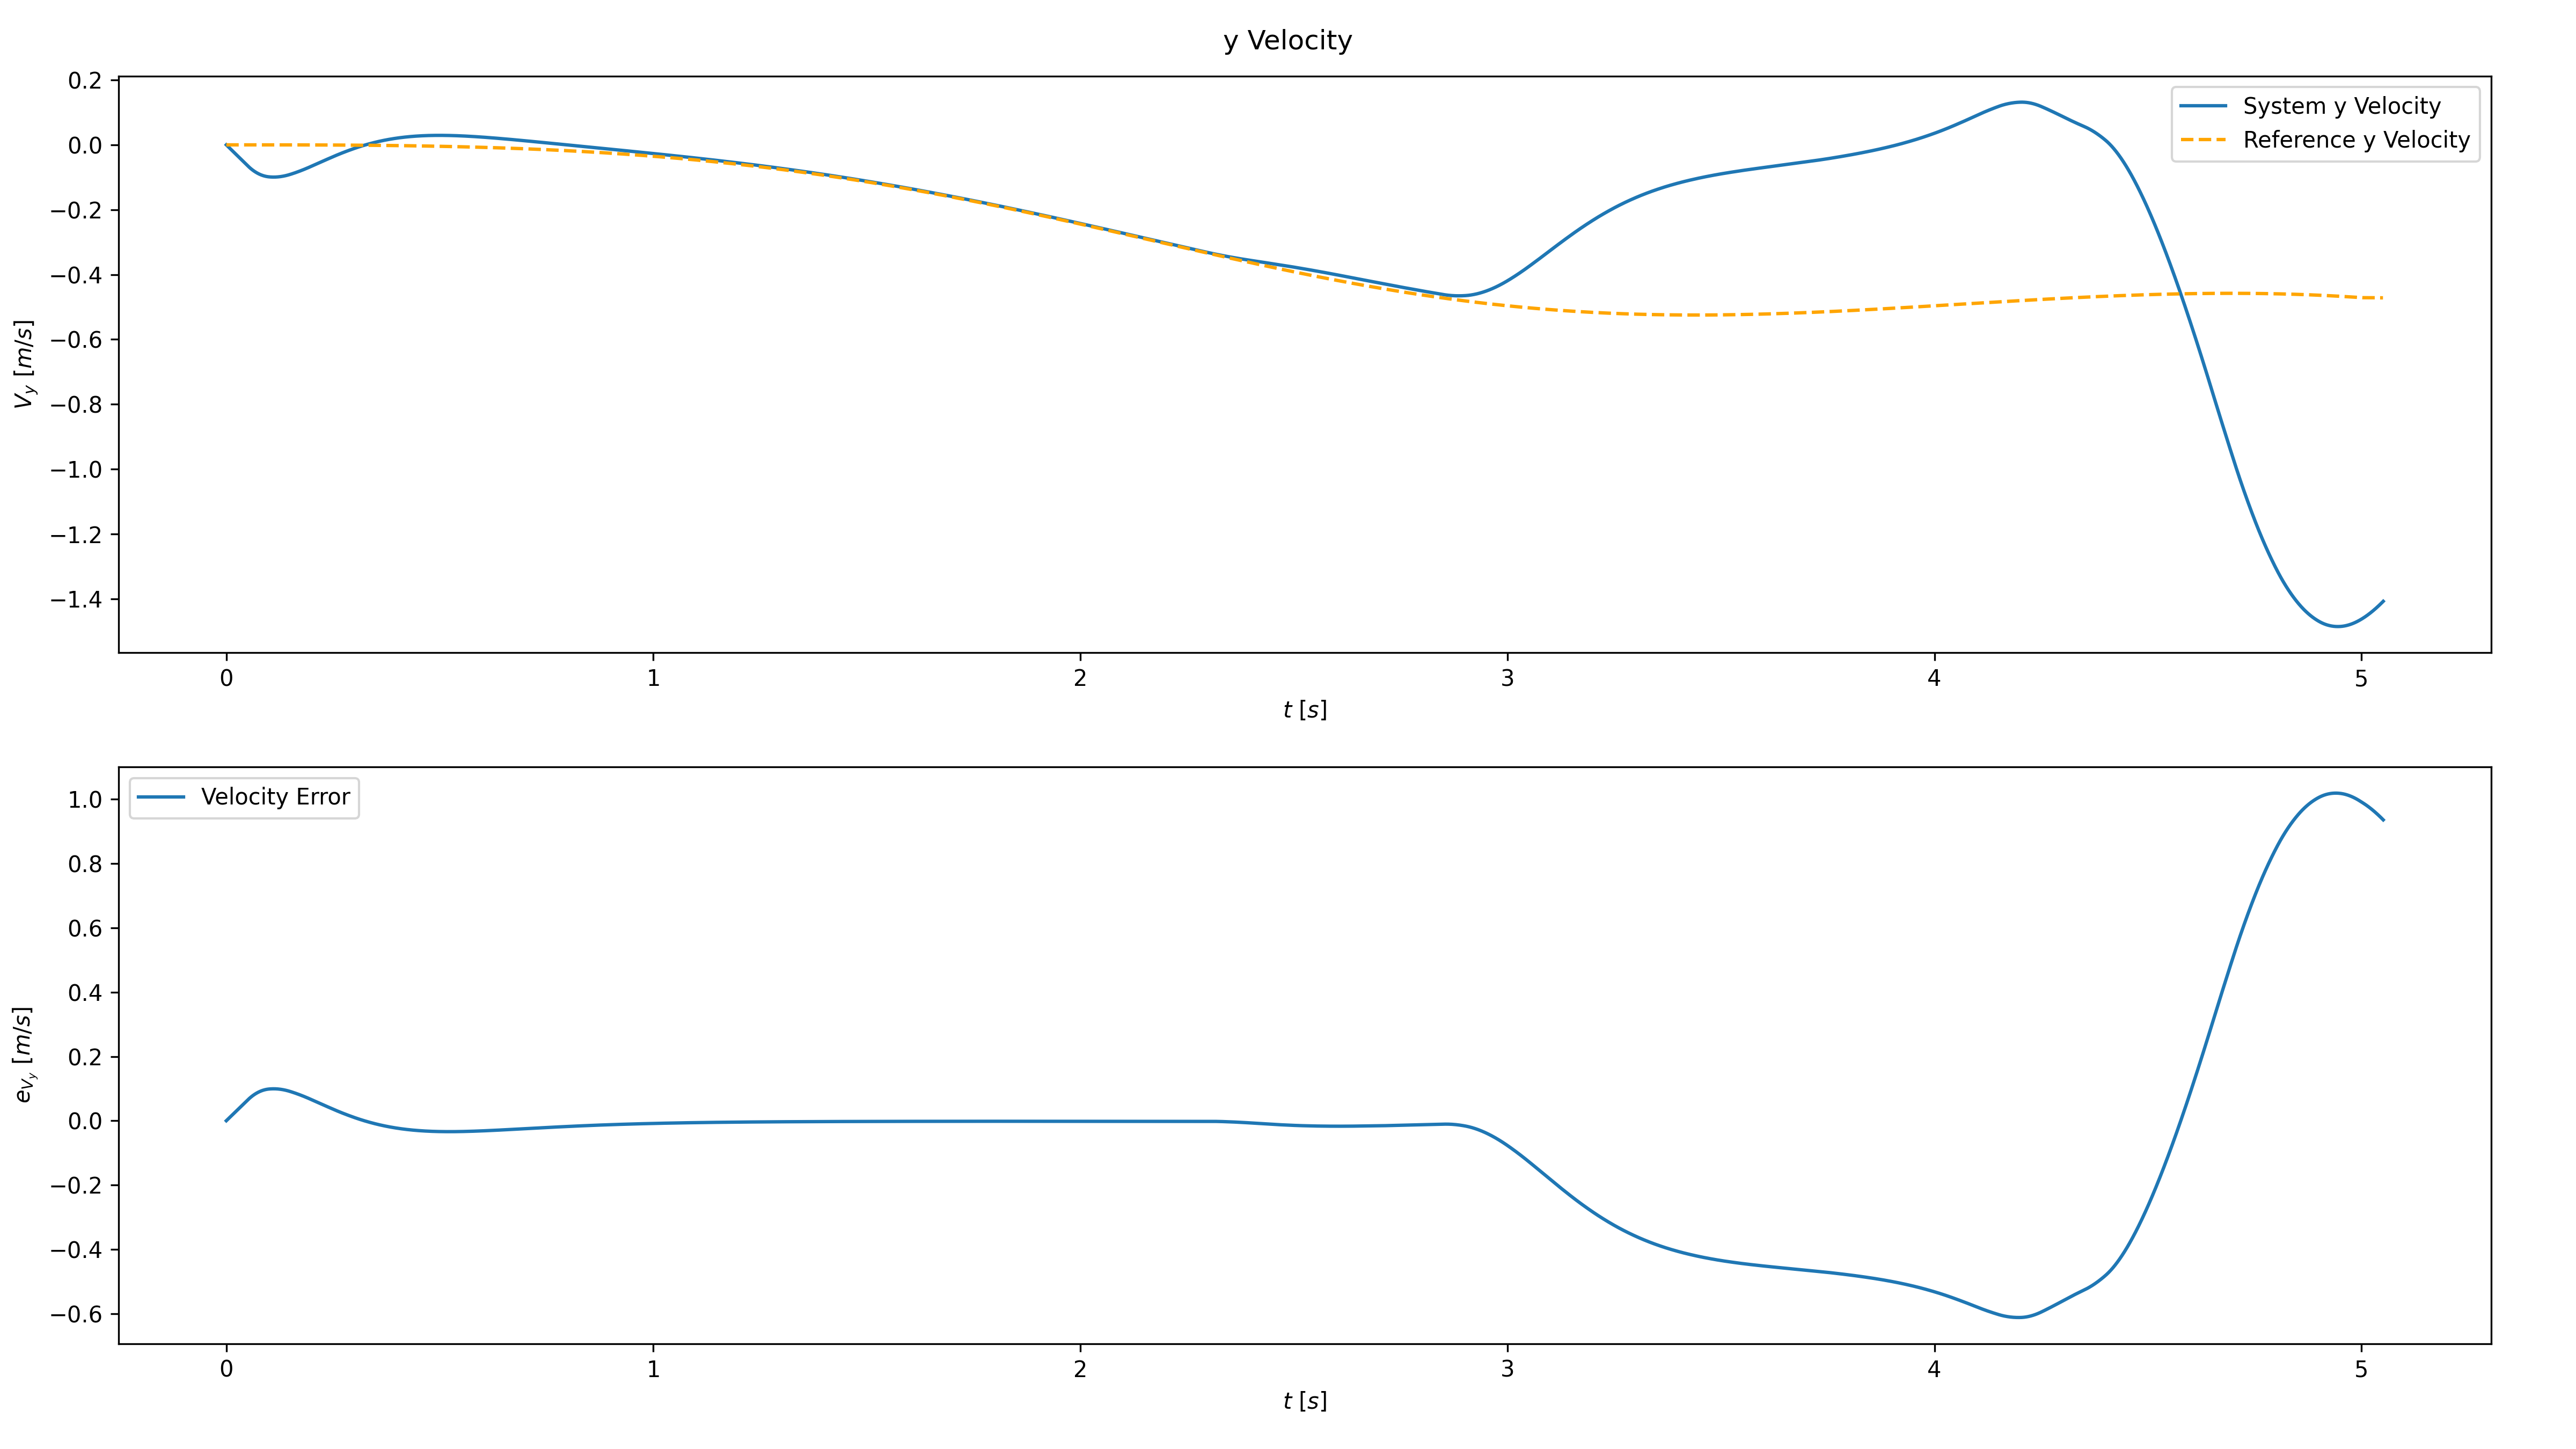 y Velocity
0.2
0.0
−0.2
−0.4
−0.6
−0.8
−1.0
−1.2
−1.4
V_y [m/s]
System y Velocity
Reference y Velocity
0 1 2 3 4 5
t [s]
1.0
0.8
0.6
0.4
0.2
0.0
−0.2
−0.4
−0.6
e_{V_y} [m/s]
Velocity Error
0 1 2 3 4 5
t [s]